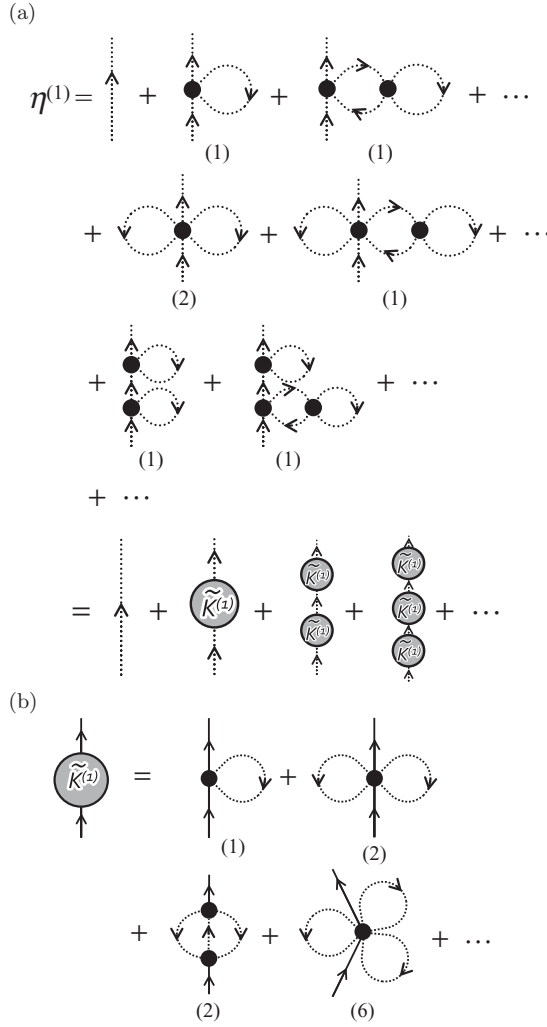 (a)
η⁽¹⁾ = + + + ⋯
(1) (1)
+ + + ⋯
(2) (1)
+ + + ⋯
(1) (1)
+ ⋯
= + K̃⁽¹⁾ + K̃⁽¹⁾ K̃⁽¹⁾ + K̃⁽¹⁾ K̃⁽¹⁾ K̃⁽¹⁾ + ⋯
(b)
K̃⁽¹⁾ = +
(1) (2)
+ + + ⋯
(2) (6)